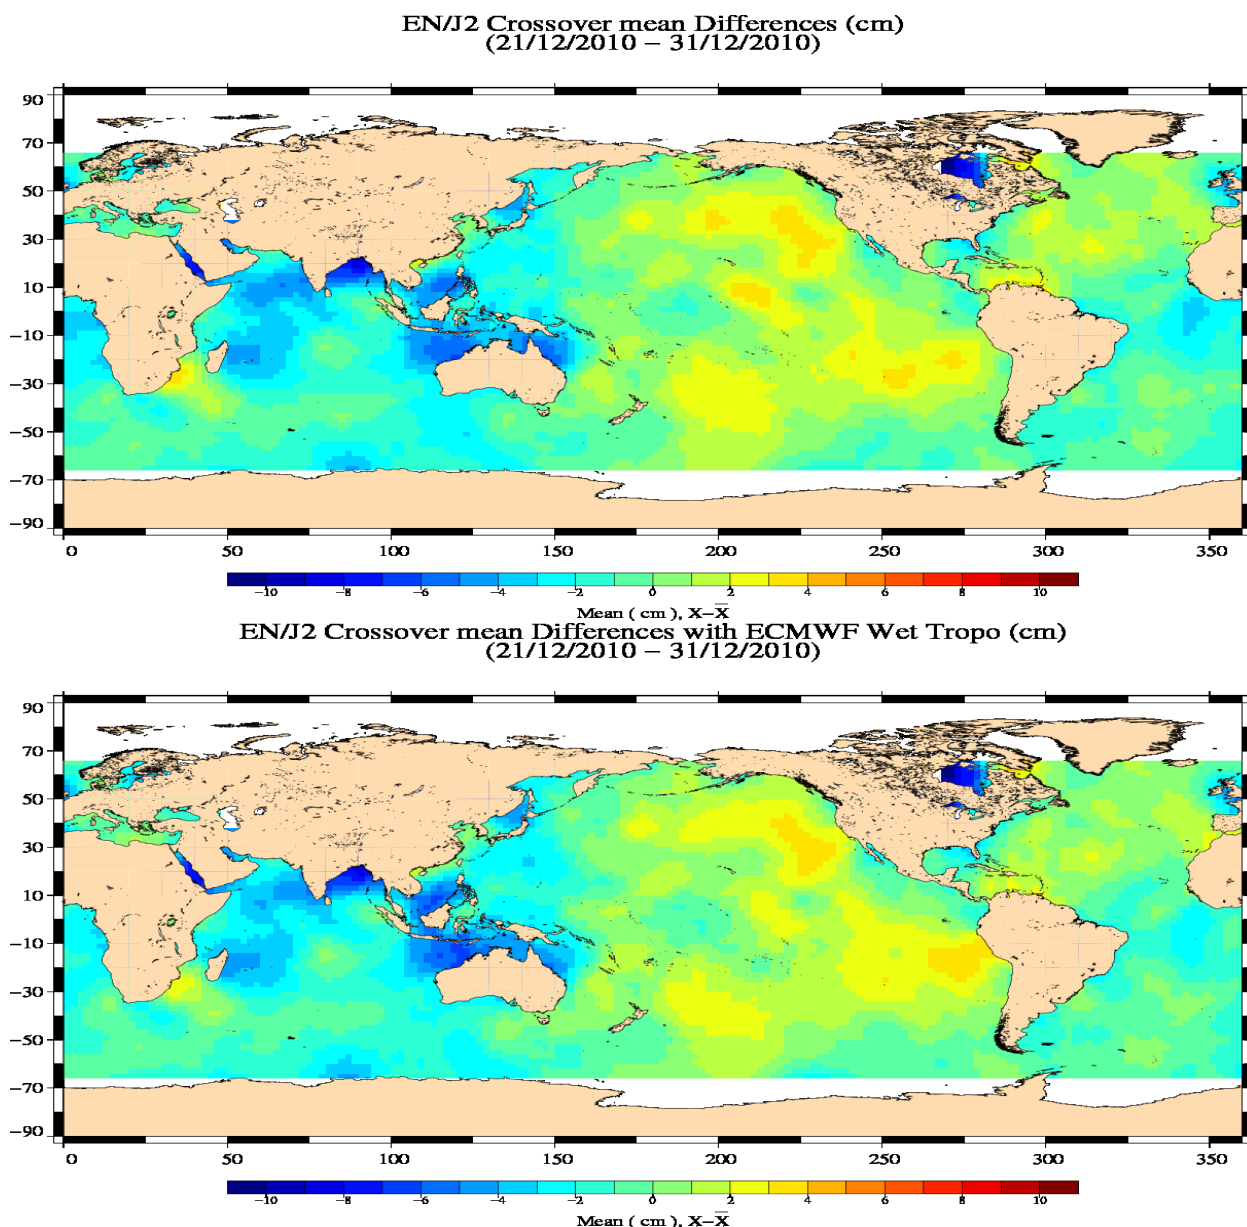 EN/J2 Crossover mean Differences (cm)
(21/12/2010 – 31/12/2010)
90
70
50
30
10
−10
−30
−50
−70
−90
0 50 100 150 200 250 300 350
−10 −8 −6 −4 −2 0 2 4 6 8 10
Mean ( cm ), X−X̅
EN/J2 Crossover mean Differences with ECMWF Wet Tropo (cm)
(21/12/2010 – 31/12/2010)
90
70
50
30
10
−10
−30
−50
−70
−90
0 50 100 150 200 250 300 350
−10 −8 −6 −4 −2 0 2 4 6 8 10
Mean ( cm ), X−X̅